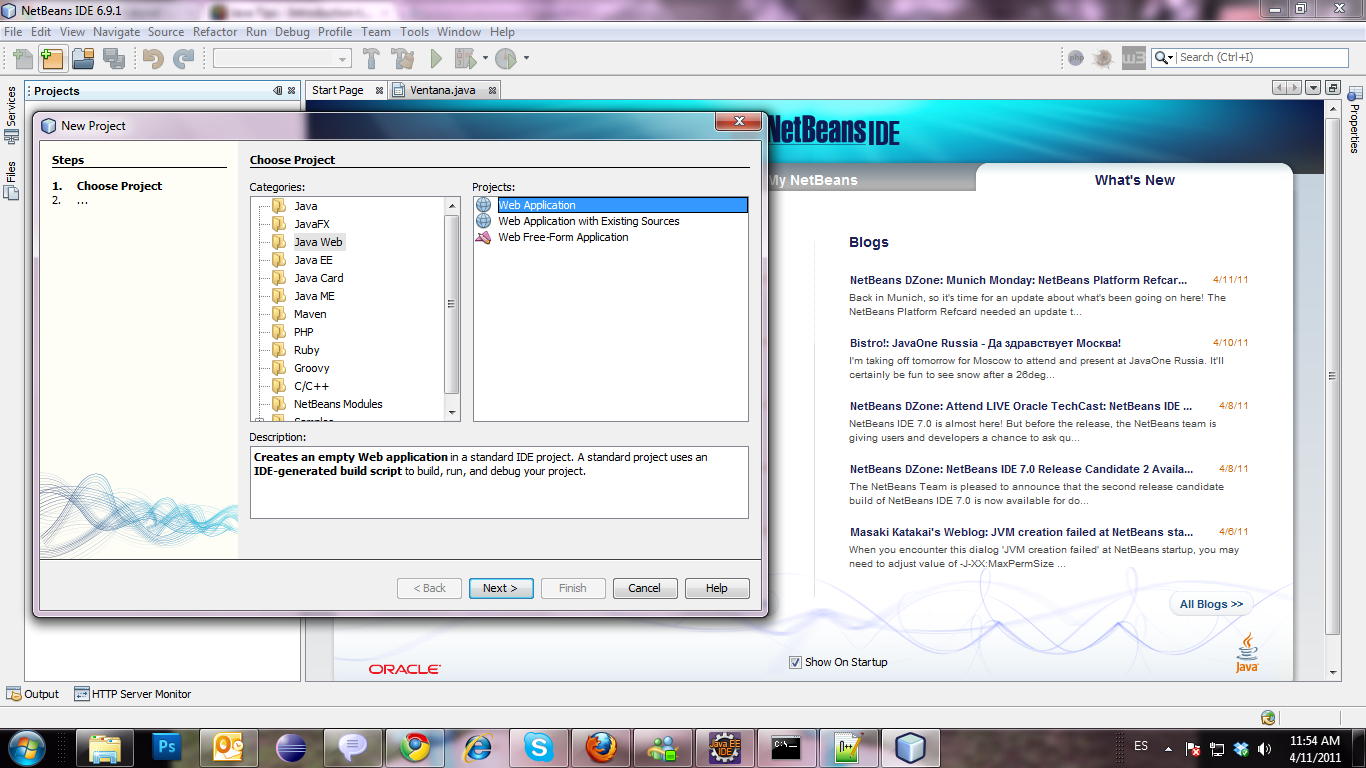 NetBeans IDE 6.9.1
File Edit View Navigate Source Refactor Run Debug Profile Team Tools Window Help
Search (Ctrl+I)
Services
Files
Projects
Start Page
Ventana.java
Properties
New Project
Steps
1. Choose Project
2. ...
Choose Project
Categories:
Java
JavaFX
Java Web
Java EE
Java Card
Java ME
Maven
PHP
Ruby
Groovy
C/C++
NetBeans Modules
Samples
Projects:
Web Application
Web Application with Existing Sources
Web Free-Form Application
Description:
Creates an empty Web application in a standard IDE project. A standard project uses an
IDE-generated build script to build, run, and debug your project.
< Back
Next >
Finish
Cancel
Help
NetBeans IDE
My NetBeans
What's New
Blogs
NetBeans DZone: Munich Monday: NetBeans Platform Refcar... 4/11/11
Back in Munich, so it's time for an update about what's been going on here! The
NetBeans Platform Refcard needed an update t...
Bistro!: JavaOne Russia - Да здравствует Москва! 4/10/11
I'm taking off tomorrow for Moscow to attend and present at JavaOne Russia. It'll
certainly be fun to see snow after a 26deg...
NetBeans DZone: Attend LIVE Oracle TechCast: NetBeans IDE ... 4/8/11
NetBeans IDE 7.0 is almost here! But before the release, the NetBeans team is
giving users and developers a chance to ask qu...
NetBeans DZone: NetBeans IDE 7.0 Release Candidate 2 Availa... 4/8/11
The NetBeans Team is pleased to announce that the second release candidate
build of NetBeans IDE 7.0 is now available for do...
Masaki Katakai's Weblog: JVM creation failed at NetBeans sta... 4/6/11
When you encounter this dialog 'JVM creation failed' at NetBeans startup, you may
need to adjust value of -J-XX:MaxPermSize ...
All Blogs >>
ORACLE
Show On Startup
Java
Output
HTTP Server Monitor
Ps
Java EE
IDE
C:\
ES
11:54 AM
4/11/2011